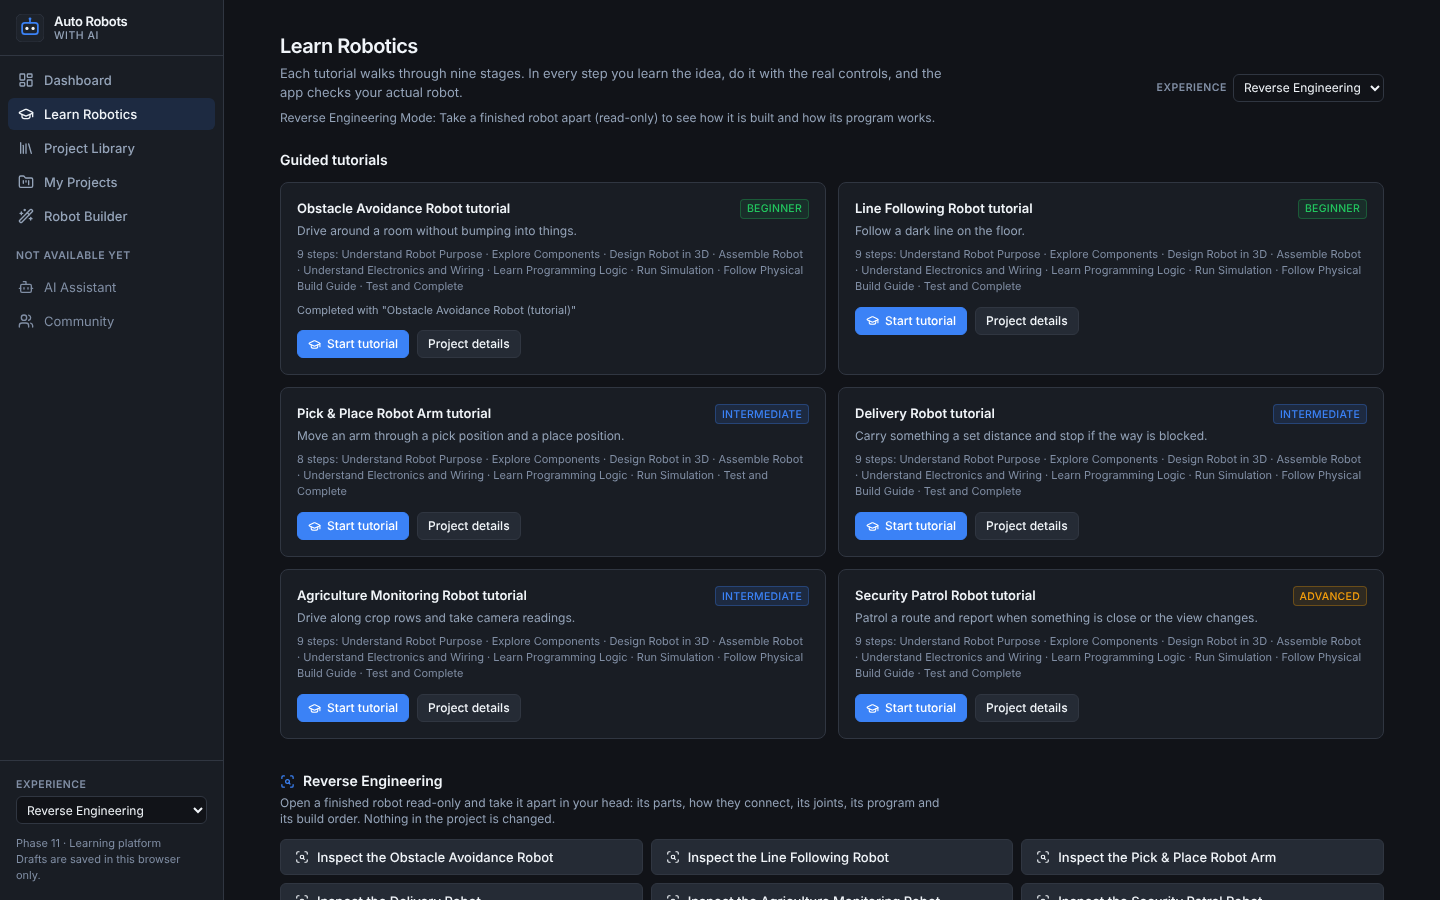 Auto Robots
WITH AI
Dashboard
Learn Robotics
Project Library
My Projects
Robot Builder
NOT AVAILABLE YET
AI Assistant
Community
EXPERIENCE
Reverse Engineering
Phase 11 · Learning platform
Drafts are saved in this browser
only.
Learn Robotics
Each tutorial walks through nine stages. In every step you learn the idea, do it with the real controls, and the
app checks your actual robot.
Reverse Engineering Mode: Take a finished robot apart (read-only) to see how it is built and how its program works.
EXPERIENCE
Reverse Engineering
Guided tutorials
Obstacle Avoidance Robot tutorial
BEGINNER
Drive around a room without bumping into things.
9 steps: Understand Robot Purpose · Explore Components · Design Robot in 3D · Assemble Robot
· Understand Electronics and Wiring · Learn Programming Logic · Run Simulation · Follow Physical
Build Guide · Test and Complete
Completed with "Obstacle Avoidance Robot (tutorial)"
Start tutorial
Project details
Line Following Robot tutorial
BEGINNER
Follow a dark line on the floor.
9 steps: Understand Robot Purpose · Explore Components · Design Robot in 3D · Assemble Robot
· Understand Electronics and Wiring · Learn Programming Logic · Run Simulation · Follow Physical
Build Guide · Test and Complete
Start tutorial
Project details
Pick & Place Robot Arm tutorial
INTERMEDIATE
Move an arm through a pick position and a place position.
8 steps: Understand Robot Purpose · Explore Components · Design Robot in 3D · Assemble Robot
· Understand Electronics and Wiring · Learn Programming Logic · Run Simulation · Test and
Complete
Start tutorial
Project details
Delivery Robot tutorial
INTERMEDIATE
Carry something a set distance and stop if the way is blocked.
9 steps: Understand Robot Purpose · Explore Components · Design Robot in 3D · Assemble Robot
· Understand Electronics and Wiring · Learn Programming Logic · Run Simulation · Follow Physical
Build Guide · Test and Complete
Start tutorial
Project details
Agriculture Monitoring Robot tutorial
INTERMEDIATE
Drive along crop rows and take camera readings.
9 steps: Understand Robot Purpose · Explore Components · Design Robot in 3D · Assemble Robot
· Understand Electronics and Wiring · Learn Programming Logic · Run Simulation · Follow Physical
Build Guide · Test and Complete
Start tutorial
Project details
Security Patrol Robot tutorial
ADVANCED
Patrol a route and report when something is close or the view changes.
9 steps: Understand Robot Purpose · Explore Components · Design Robot in 3D · Assemble Robot
· Understand Electronics and Wiring · Learn Programming Logic · Run Simulation · Follow Physical
Build Guide · Test and Complete
Start tutorial
Project details
Reverse Engineering
Open a finished robot read-only and take it apart in your head: its parts, how they connect, its joints, its program and
its build order. Nothing in the project is changed.
Inspect the Obstacle Avoidance Robot
Inspect the Line Following Robot
Inspect the Pick & Place Robot Arm
Inspect the Delivery Robot
Inspect the Agriculture Monitoring Robot
Inspect the Security Patrol Robot